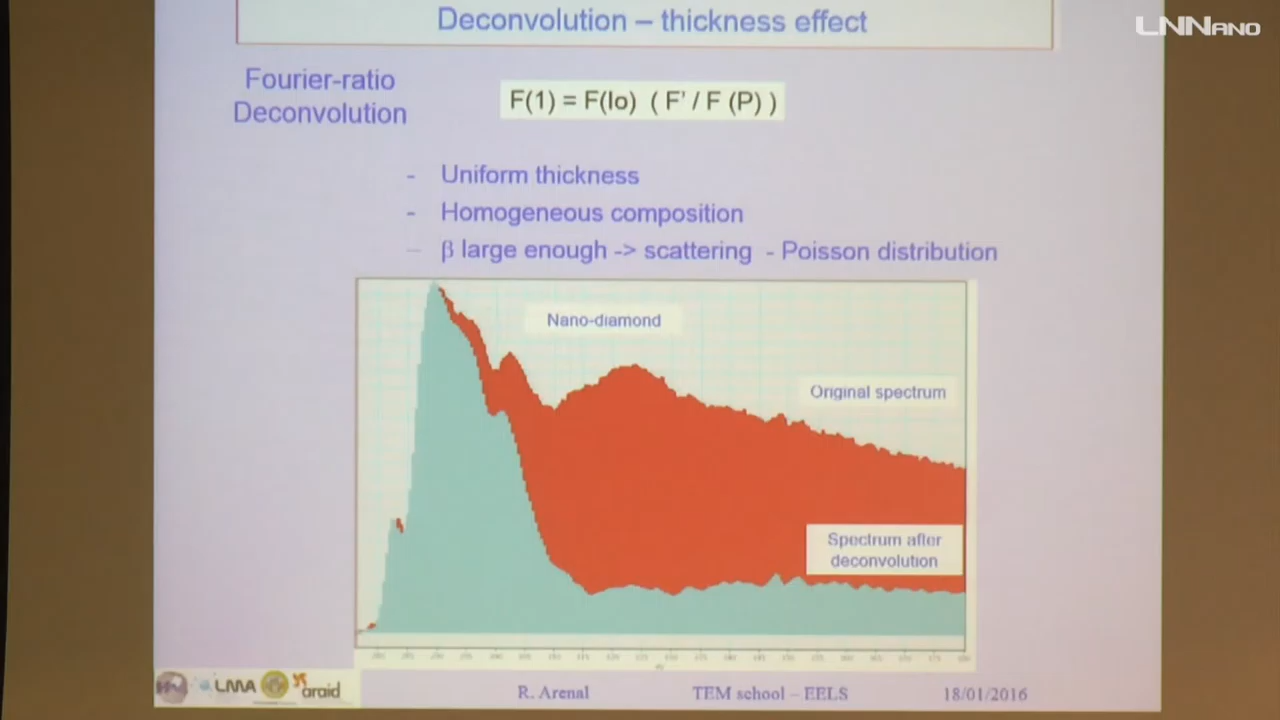 Deconvolution – thickness effect
LNNANO
Fourier-ratio
Deconvolution
F(1) = F(Io) ( F' / F (P) )
- Uniform thickness
- Homogeneous composition
– β large enough -> scattering - Poisson distribution
Nano-diamond
Original spectrum
Spectrum after
deconvolution
LMA
araid
R. Arenal
TEM school – EELS
18/01/2016